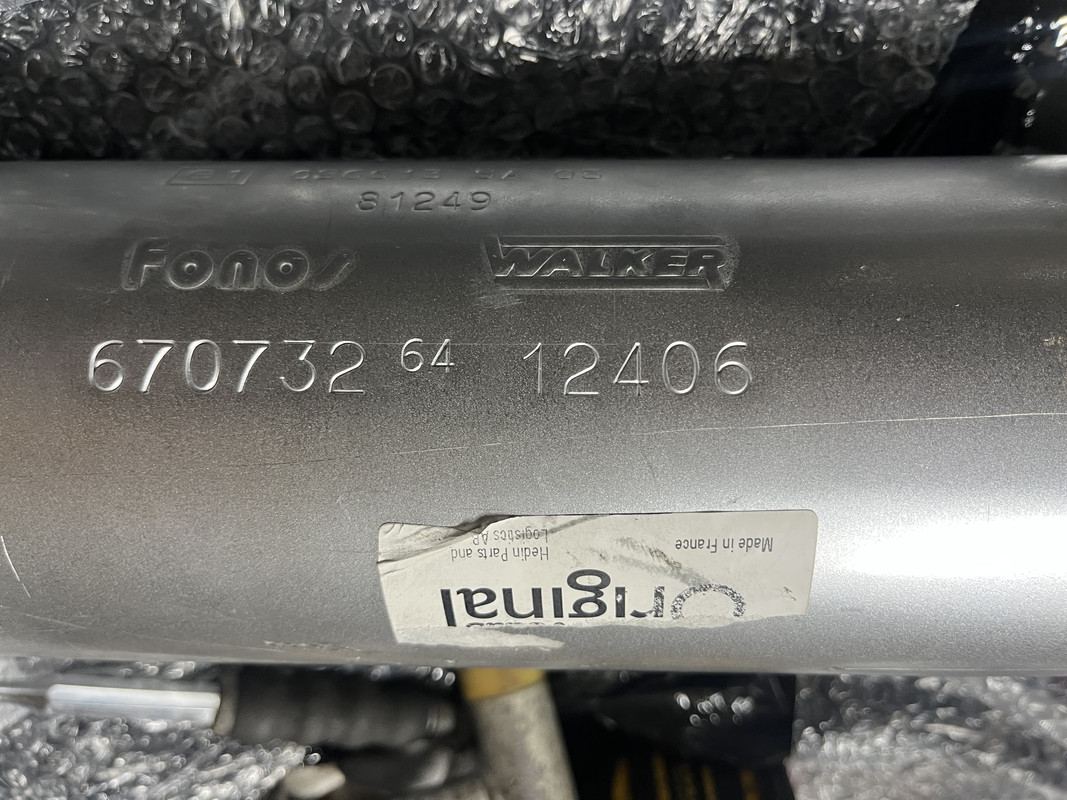 81249
Fonos WALKER
670732 64 12406
Made in France
Hedin Parts and
Logistics AB
Original